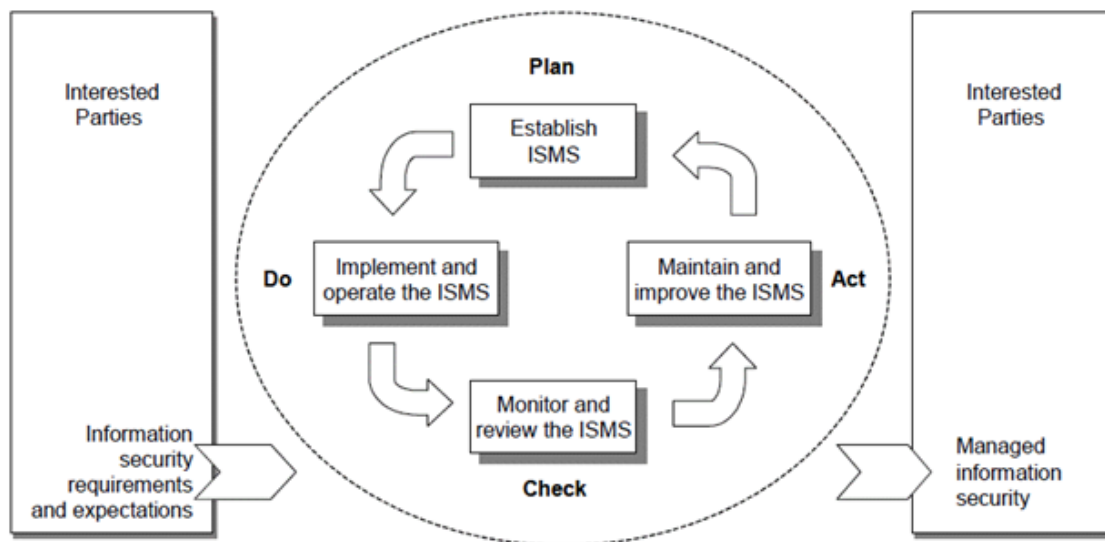 Interested
Parties
Information
security
requirements
and expectations
Plan
Establish
ISMS
Do
Implement and
operate the ISMS
Maintain and
improve the ISMS
Act
Monitor and
review the ISMS
Check
Interested
Parties
Managed
information
security